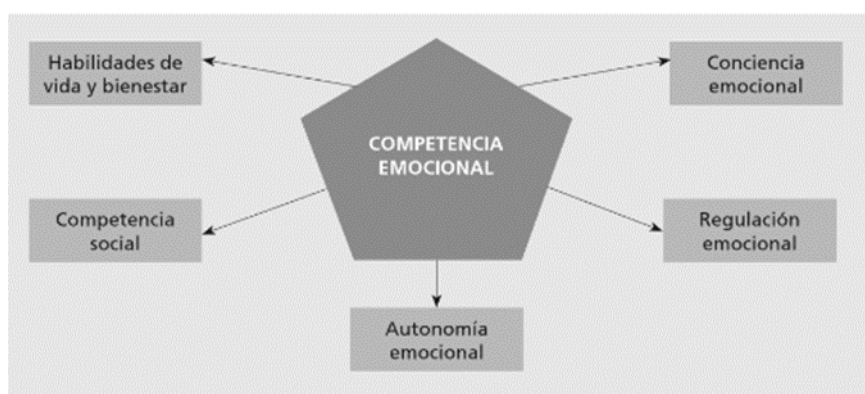 Habilidades de
vida y bienestar
Conciencia
emocional
COMPETENCIA
EMOCIONAL
Competencia
social
Regulación
emocional
Autonomía
emocional